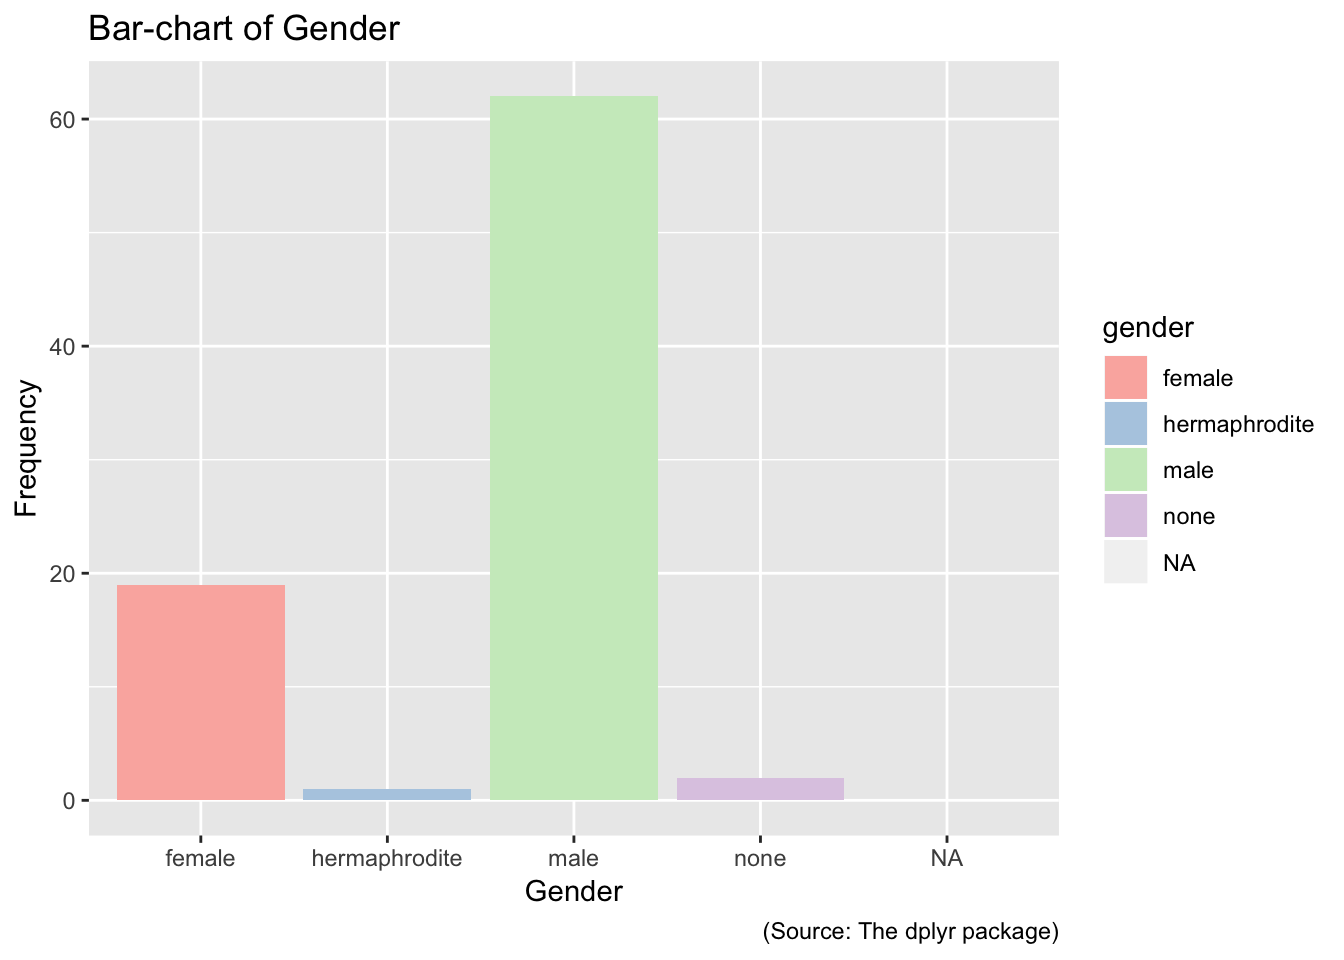 Bar-chart of Gender
Frequency
60
40
20
0
female hermaphrodite male none NA
Gender
gender
female
hermaphrodite
male
none
NA
(Source: The dplyr package)